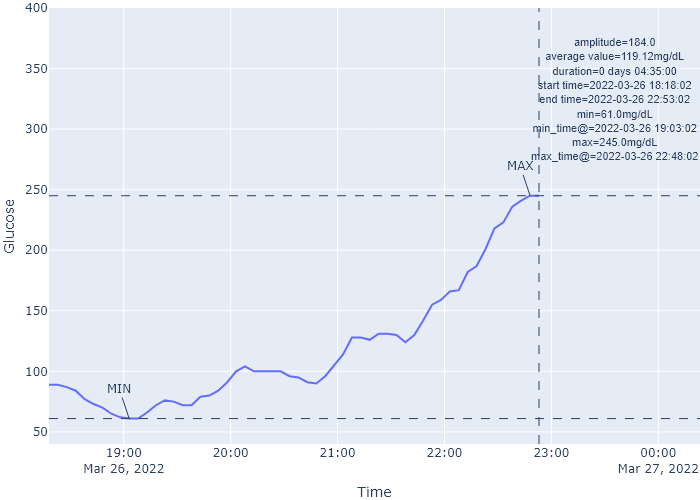 400
350
300
250
200
150
100
50
Glucose
amplitude=184.0
average value=119.12mg/dL
duration=0 days 04:35:00
start time=2022-03-26 18:18:02
end time=2022-03-26 22:53:02
min=61.0mg/dL
min_time@=2022-03-26 19:03:02
max=245.0mg/dL
max_time@=2022-03-26 22:48:02
MAX
MIN
19:00
Mar 26, 2022
20:00
21:00
22:00
23:00
00:00
Mar 27, 2022
Time